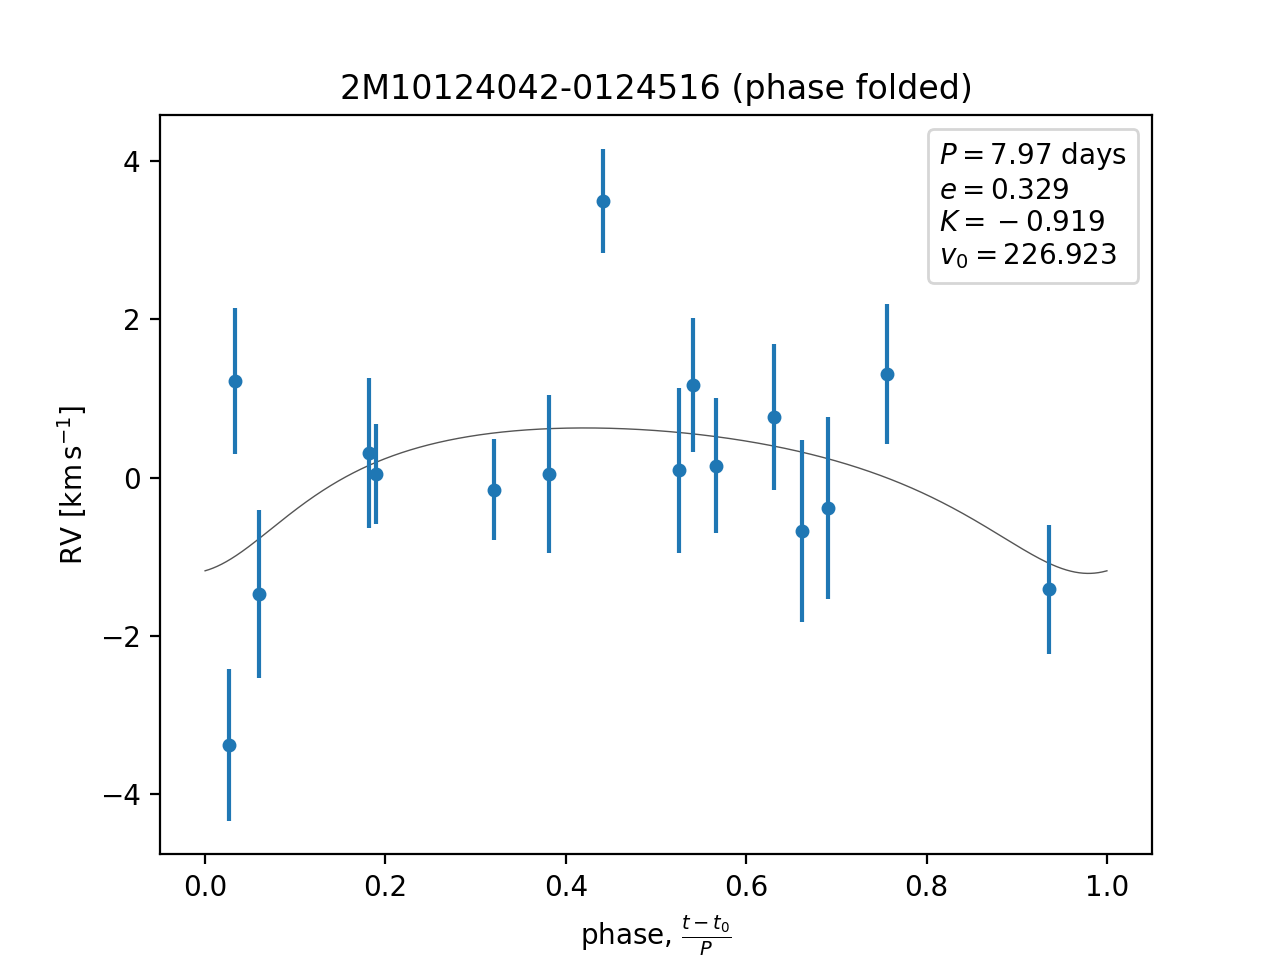 2M10124042-0124516 (phase folded)
P = 7.97 days
e = 0.329
K = −0.919
v₀ = 226.923
RV [km s⁻¹]
4
2
0
−2
−4
0.0 0.2 0.4 0.6 0.8 1.0
phase, (t − t₀)/P